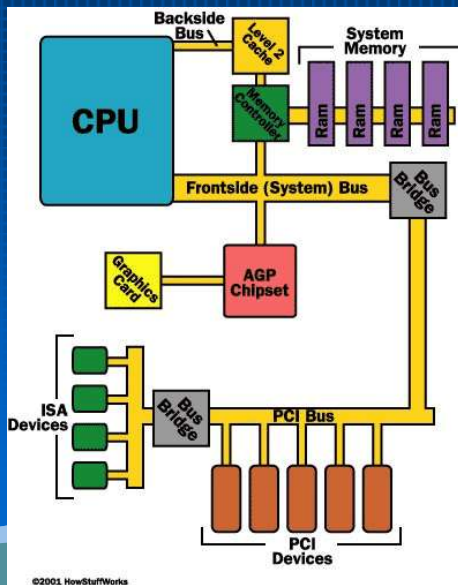 Backside
Bus
Level 2
Cache
System
Memory
CPU
Memory
Controller
Ram
Ram
Ram
Ram
Frontside (System) Bus
Bus
Bridge
Graphics
Card
AGP
Chipset
ISA
Devices
Bus
Bridge
PCI Bus
PCI
Devices
©2001 HowStuffWorks